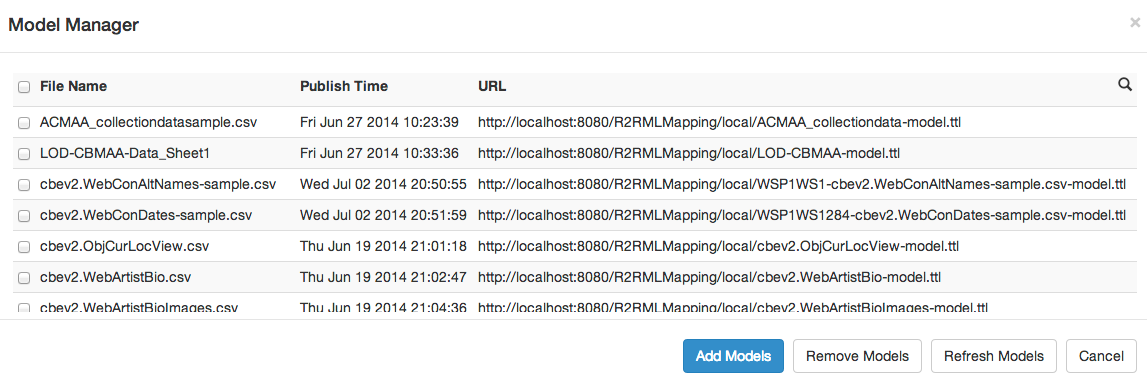 Model Manager ×
File Name Publish Time URL
ACMAA_collectiondatasample.csv Fri Jun 27 2014 10:23:39 http://localhost:8080/R2RMLMapping/local/ACMAA_collectiondata-model.ttl
LOD-CBMAA-Data_Sheet1 Fri Jun 27 2014 10:33:36 http://localhost:8080/R2RMLMapping/local/LOD-CBMAA-model.ttl
cbev2.WebConAltNames-sample.csv Wed Jul 02 2014 20:50:55 http://localhost:8080/R2RMLMapping/local/WSP1WS1-cbev2.WebConAltNames-sample.csv-model.ttl
cbev2.WebConDates-sample.csv Wed Jul 02 2014 20:51:59 http://localhost:8080/R2RMLMapping/local/WSP1WS1284-cbev2.WebConDates-sample.csv-model.ttl
cbev2.ObjCurLocView.csv Thu Jun 19 2014 21:01:18 http://localhost:8080/R2RMLMapping/local/cbev2.ObjCurLocView-model.ttl
cbev2.WebArtistBio.csv Thu Jun 19 2014 21:02:47 http://localhost:8080/R2RMLMapping/local/cbev2.WebArtistBio-model.ttl
cbev2.WebArtistBioImages.csv Thu Jun 19 2014 21:04:36 http://localhost:8080/R2RMLMapping/local/cbev2.WebArtistBioImages-model.ttl
Add Models Remove Models Refresh Models Cancel